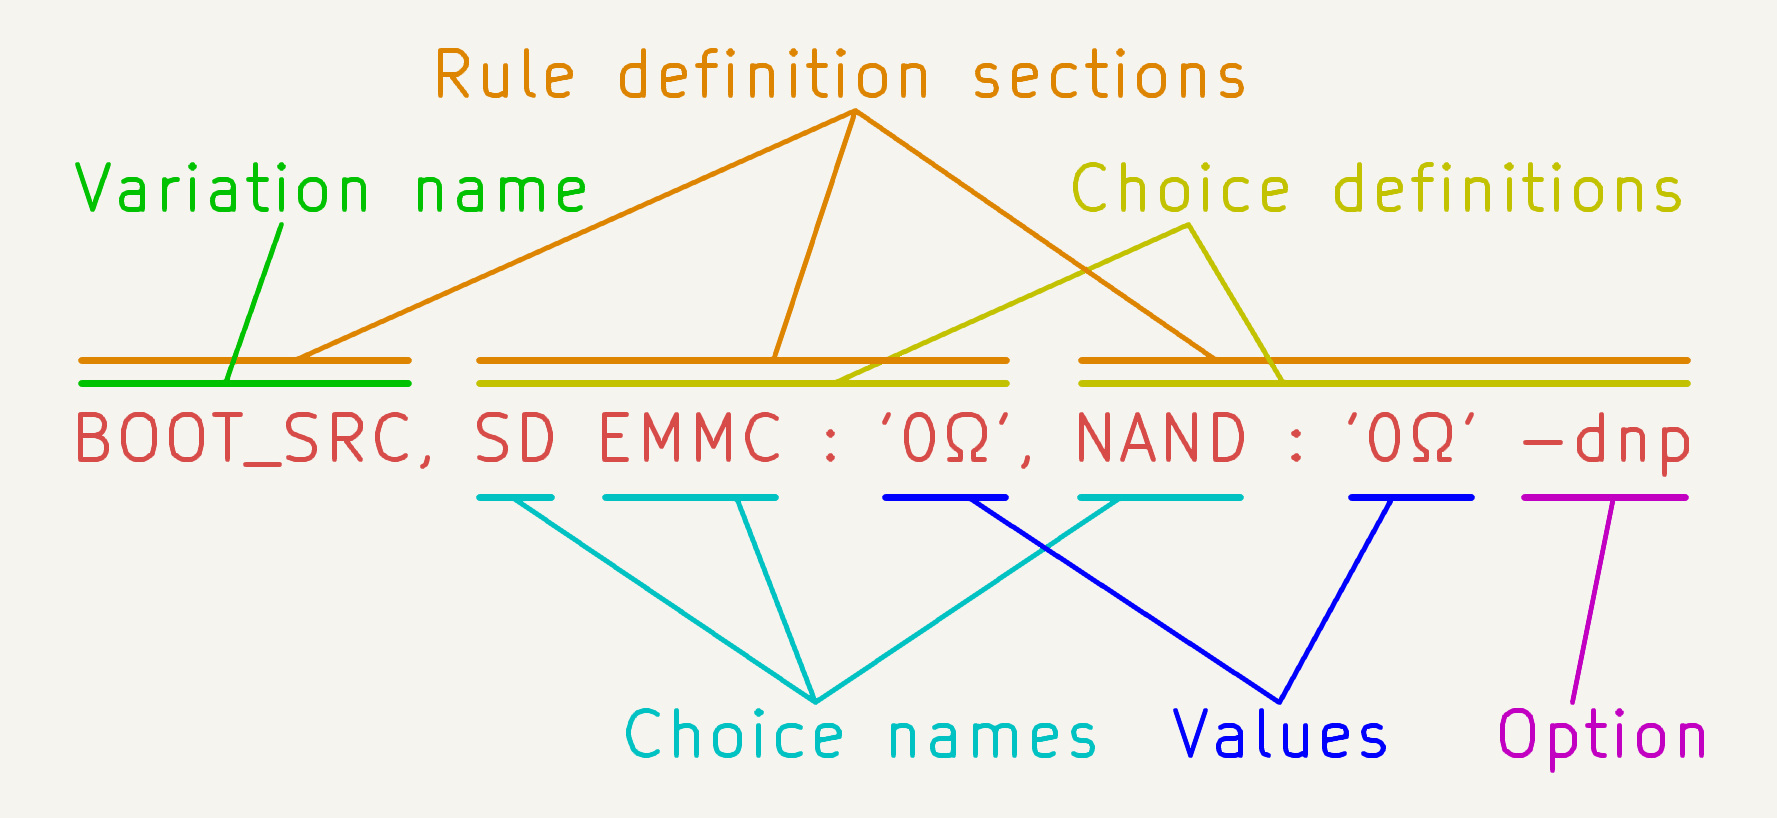 Rule definition sections
Variation name
Choice definitions
BOOT_SRC, SD EMMC : '0Ω', NAND : '0Ω' -dnp
Choice names
Values
Option